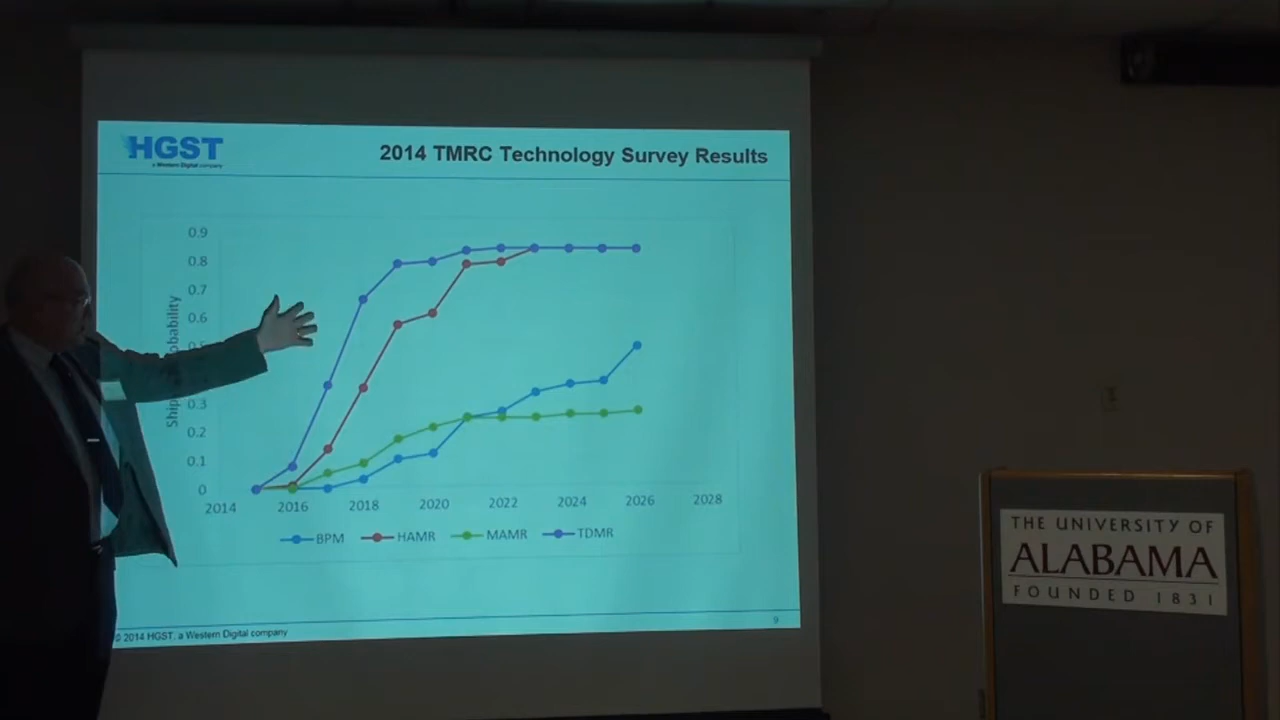 HGST
a Western Digital company
2014 TMRC Technology Survey Results
0.9
0.8
0.7
0.6
0.3
0.2
0.1
0
2014 2016 2018 2020 2022 2024 2026 2028
BPM HAMR MAMR TDMR
© 2014 HGST, a Western Digital company
9
THE UNIVERSITY OF
ALABAMA
FOUNDED 1831